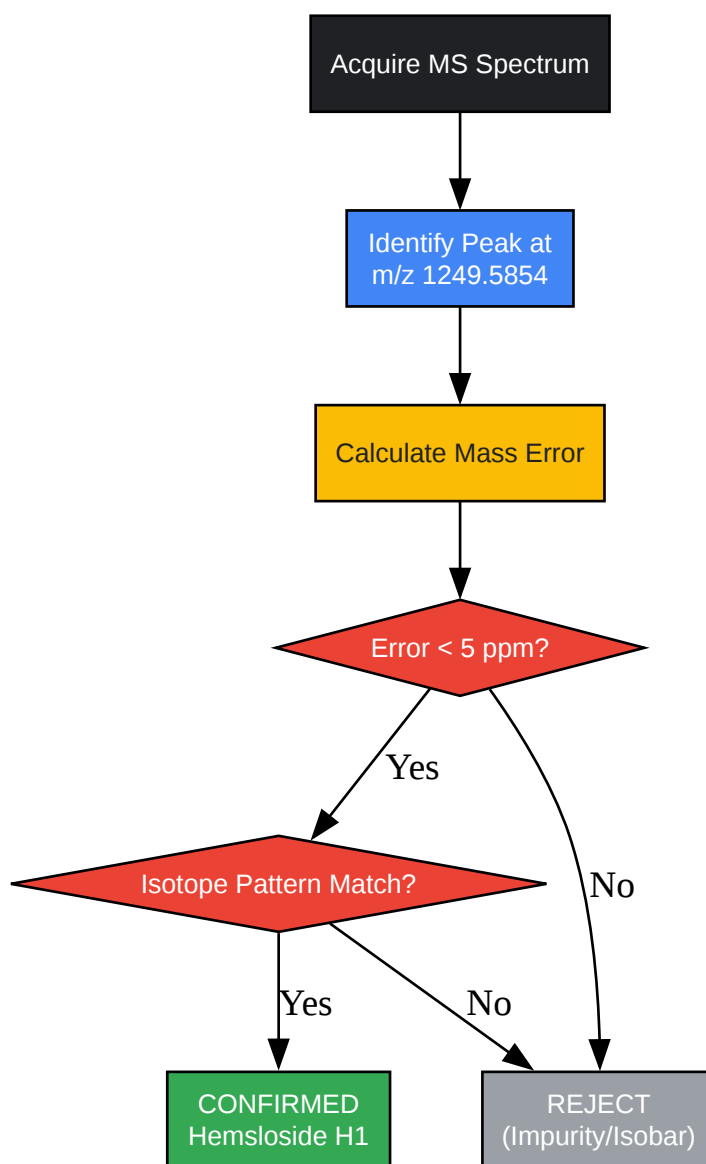 Acquire MS Spectrum
Identify Peak at
m/z 1249.5854
Calculate Mass Error
Error < 5 ppm?
Yes
Isotope Pattern Match?
No
Yes
No
CONFIRMED
Hemsloside H1
REJECT
(Impurity/Isobar)